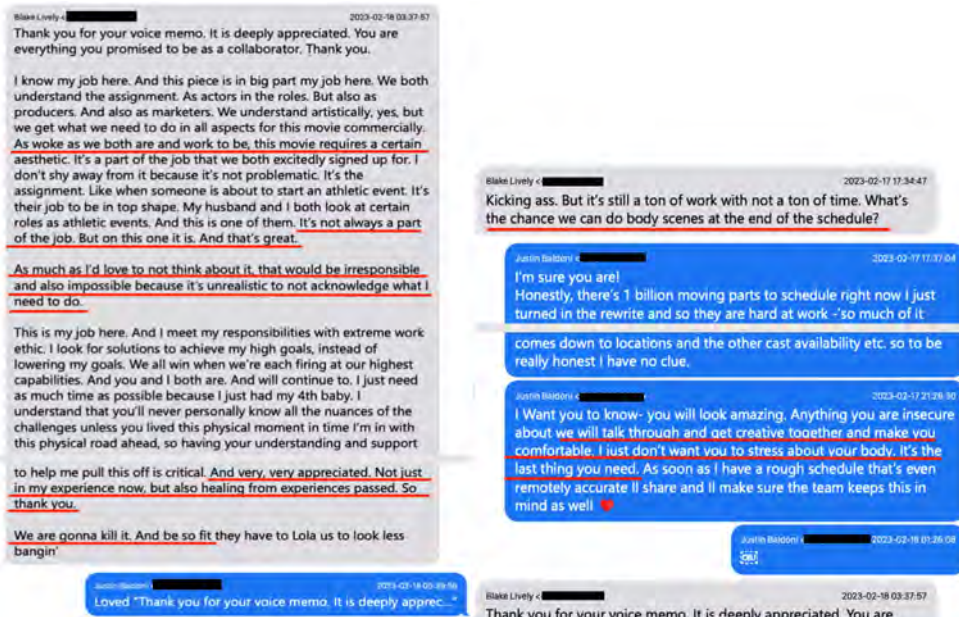 Blake Lively <
2023-02-18 03:37:57
Thank you for your voice memo. It is deeply appreciated. You are
everything you promised to be as a collaborator. Thank you.
I know my job here. And this piece is in big part my job here. We both
understand the assignment. As actors in the roles. But also as
producers. And also as marketers. We understand artistically, yes, but
we get what we need to do in all aspects for this movie commercially.
As woke as we both are and work to be, this movie requires a certain
aesthetic. It's a part of the job that we both excitedly signed up for. I
don't shy away from it because it's not problematic. It's the
assignment. Like when someone is about to start an athletic event. It's
their job to be in top shape. My husband and I both look at certain
roles as athletic events. And this is one of them. It's not always a part
of the job. But on this one it is. And that's great.
As much as I'd love to not think about it, that would be irresponsible
and also impossible because it's unrealistic to not acknowledge what I
need to do.
This is my job here. And I meet my responsibilities with extreme work
ethic. I look for solutions to achieve my high goals, instead of
lowering my goals. We all win when we're each firing at our highest
capabilities. And you and I both are. And will continue to. I just need
as much time as possible because I just had my 4th baby. I
understand that you'll never personally know all the nuances of the
challenges unless you lived this physical moment in time I'm in with
this physical road ahead, so having your understanding and support
to help me pull this off is critical. And very, very appreciated. Not just
in my experience now, but also healing from experiences passed. So
thank you.
We are gonna kill it. And be so fit they have to Lola us to look less
bangin'
Justin Baldoni <
Loved "Thank you for your voice memo. It is deeply apprec..."
Blake Lively <
2023-02-17 17:34:47
Kicking ass. But it's still a ton of work with not a ton of time. What's
the chance we can do body scenes at the end of the schedule?
Justin Baldoni <
2023-02-17 17:37:04
I'm sure you are!
Honestly, there's 1 billion moving parts to schedule right now I just
turned in the rewrite and so they are hard at work -'so much of it
comes down to locations and the other cast availability etc. so to be
really honest I have no clue.
Justin Baldoni <
2023-02-17 21:26:30
I Want you to know- you will look amazing. Anything you are insecure
about we will talk through and get creative together and make you
comfortable. I just don't want you to stress about your body. It's the
last thing you need. As soon as I have a rough schedule that's even
remotely accurate Il share and Il make sure the team keeps this in
mind as well ❤️
Justin Baldoni <
2023-02-18 01:26:08
OBJ
Blake Lively <
2023-02-18 03:37:57
Thank you for your voice memo. It is deeply appreciated. You are